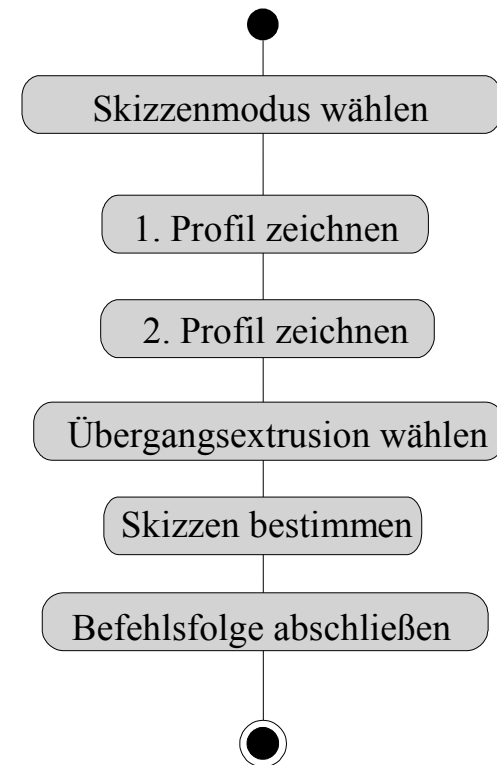 Skizzenmodus wählen
1. Profil zeichnen
2. Profil zeichnen
Übergangsextrusion wählen
Skizzen bestimmen
Befehlsfolge abschließen